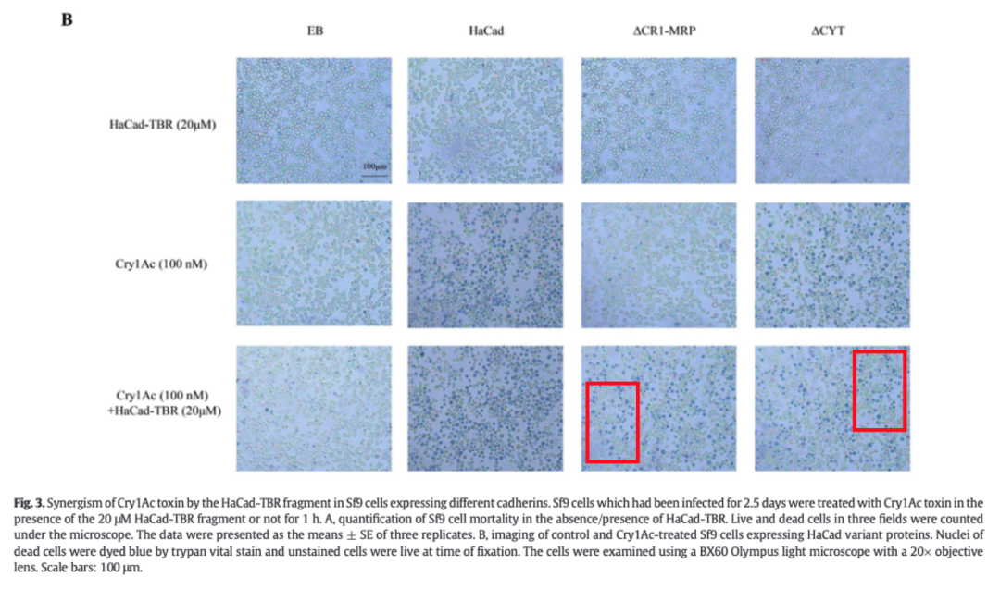 B
EB HaCad ΔCR1-MRP ΔCYT
HaCad-TBR (20μM)
100μm
Cry1Ac (100 nM)
Cry1Ac (100 nM)
+HaCad-TBR (20μM)
Fig. 3. Synergism of Cry1Ac toxin by the HaCad-TBR fragment in Sf9 cells expressing different cadherins. Sf9 cells which had been infected for 2.5 days were treated with Cry1Ac toxin in the
presence of the 20 μM HaCad-TBR fragment or not for 1 h. A, quantification of Sf9 cell mortality in the absence/presence of HaCad-TBR. Live and dead cells in three fields were counted
under the microscope. The data were presented as the means ± SE of three replicates. B, imaging of control and Cry1Ac-treated Sf9 cells expressing HaCad variant proteins. Nuclei of
dead cells were dyed blue by trypan vital stain and unstained cells were live at time of fixation. The cells were examined using a BX60 Olympus light microscope with a 20× objective
lens. Scale bars: 100 μm.